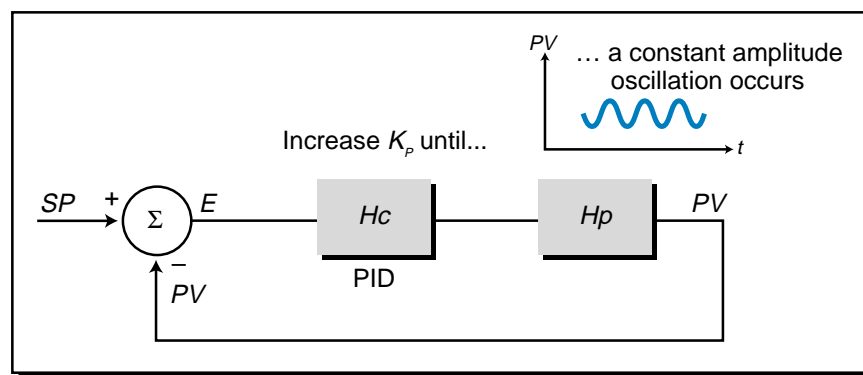 PV
… a constant amplitude
oscillation occurs
t
Increase K_P until...
SP
+
Σ
E
Hc
Hp
PV
–
PV
PID